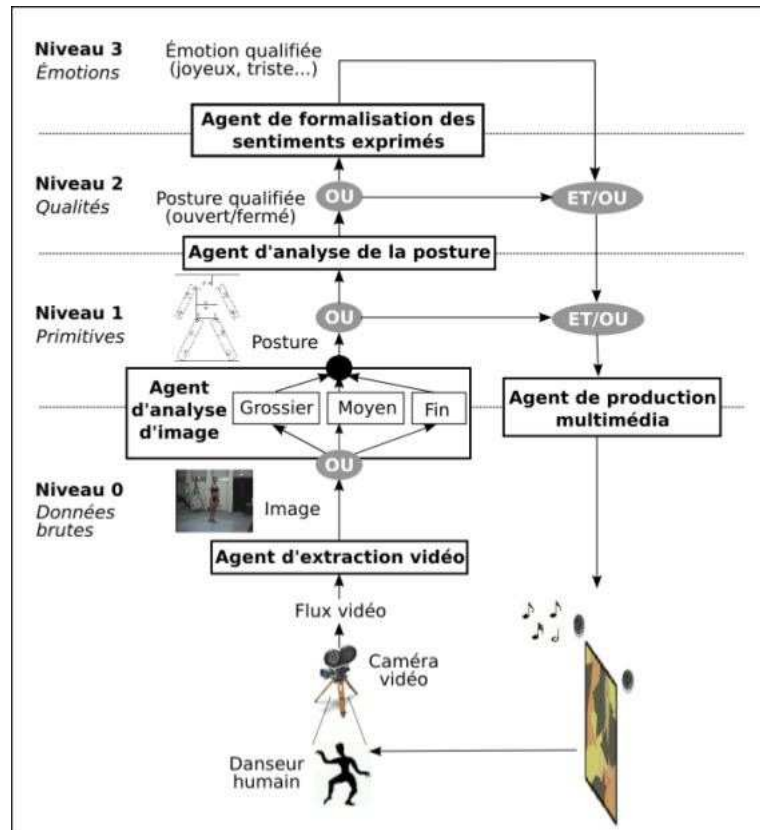 Niveau 3
Émotions
Émotion qualifiée
(joyeux, triste...)
Agent de formalisation des
sentiments exprimés
Niveau 2
Qualités
Posture qualifiée
(ouvert/fermé)
OU
ET/OU
Agent d'analyse de la posture
Niveau 1
Primitives
OU
ET/OU
Posture
Agent
d'analyse
d'image
Grossier
Moyen
Fin
OU
Agent de production
multimédia
Niveau 0
Données
brutes
Image
Agent d'extraction vidéo
Flux vidéo
Caméra
vidéo
Danseur
humain